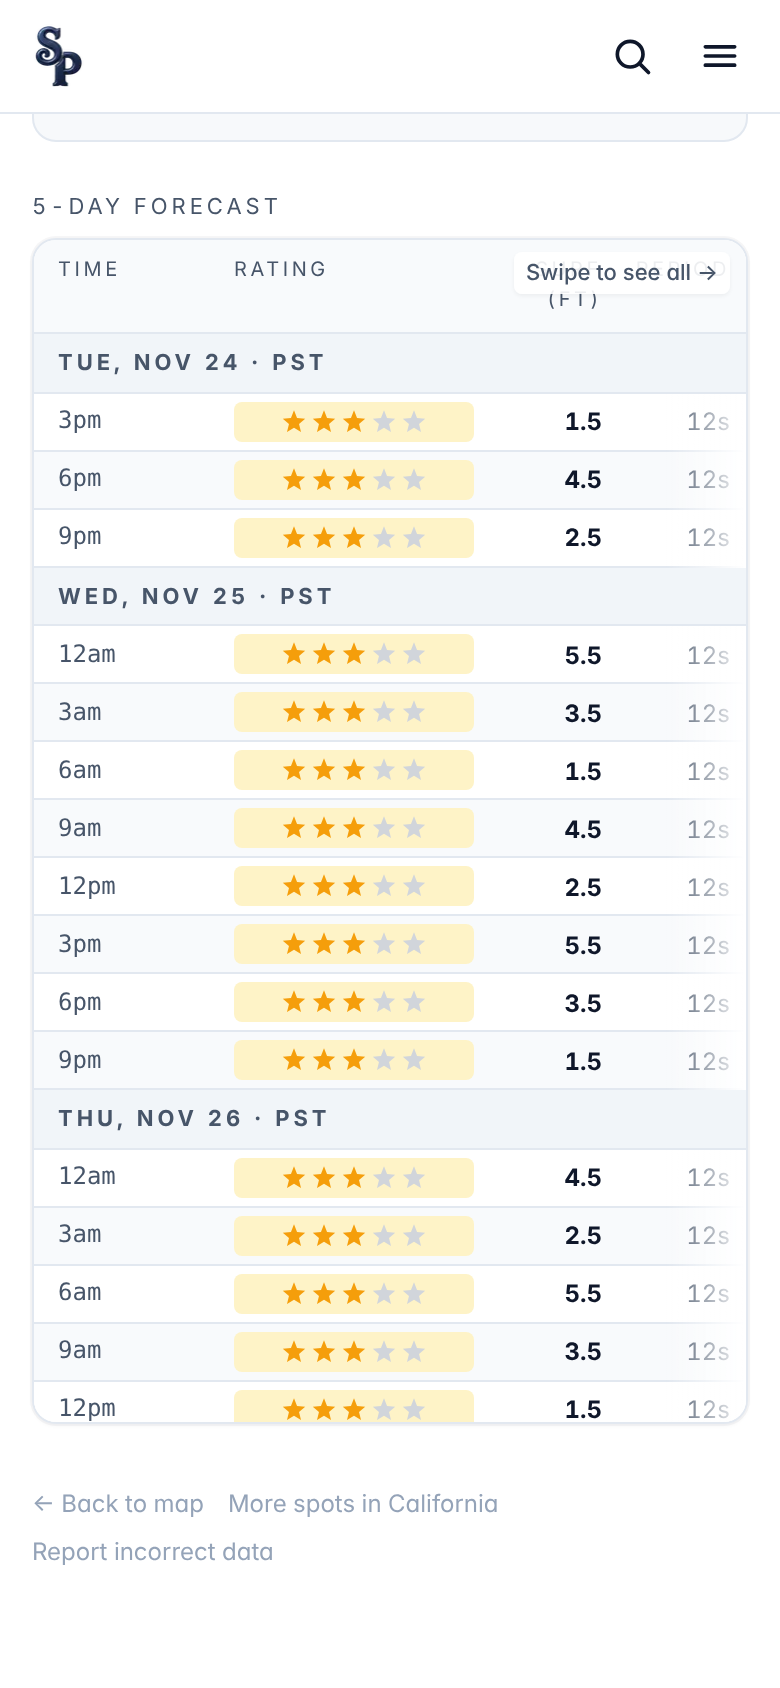 SP
5-DAY FORECAST
TIME RATING (FT)
Swipe to see all →
TUE, NOV 24 · PST
3pm 1.5 12s
6pm 4.5 12s
9pm 2.5 12s
WED, NOV 25 · PST
12am 5.5 12s
3am 3.5 12s
6am 1.5 12s
9am 4.5 12s
12pm 2.5 12s
3pm 5.5 12s
6pm 3.5 12s
9pm 1.5 12s
THU, NOV 26 · PST
12am 4.5 12s
3am 2.5 12s
6am 5.5 12s
9am 3.5 12s
12pm 1.5 12s
← Back to map More spots in California
Report incorrect data